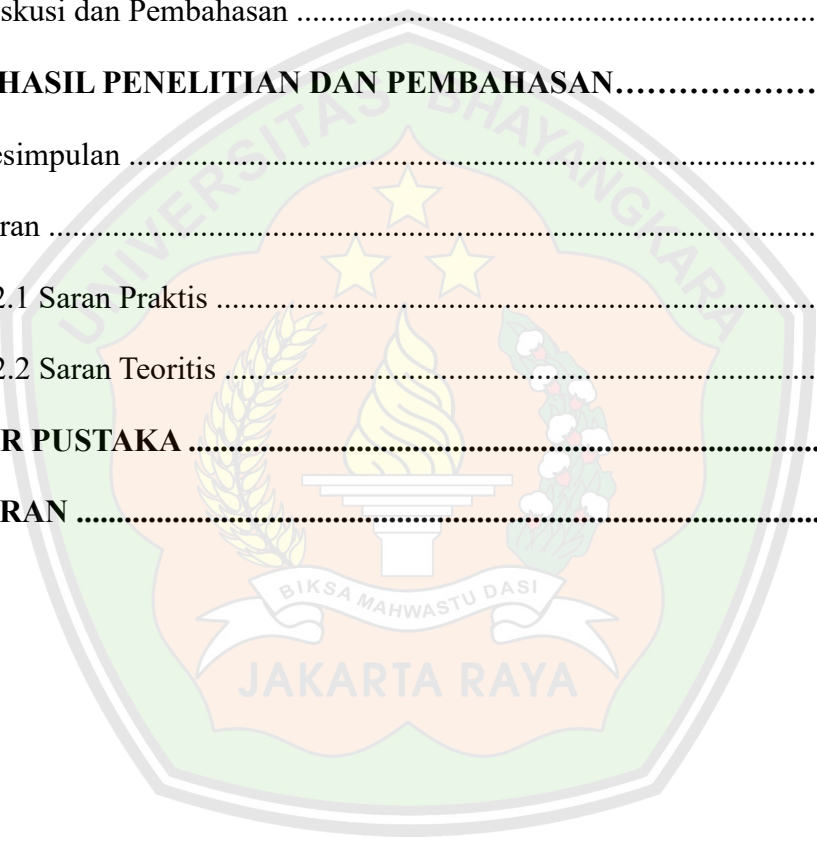 skusi dan Pembahasan ........................................................................
HASIL PENELITIAN DAN PEMBAHASAN…………………
esimpulan ........................................................................................
ran ...................................................................................................
2.1 Saran Praktis ...............................................................................
2.2 Saran Teoritis ..............................................................................
R PUSTAKA ...................................................................................
RAN .................................................................................................
UNIVERSITAS BHAYANGKARA
BIKSA MAHWASTU DASI
JAKARTA RAYA